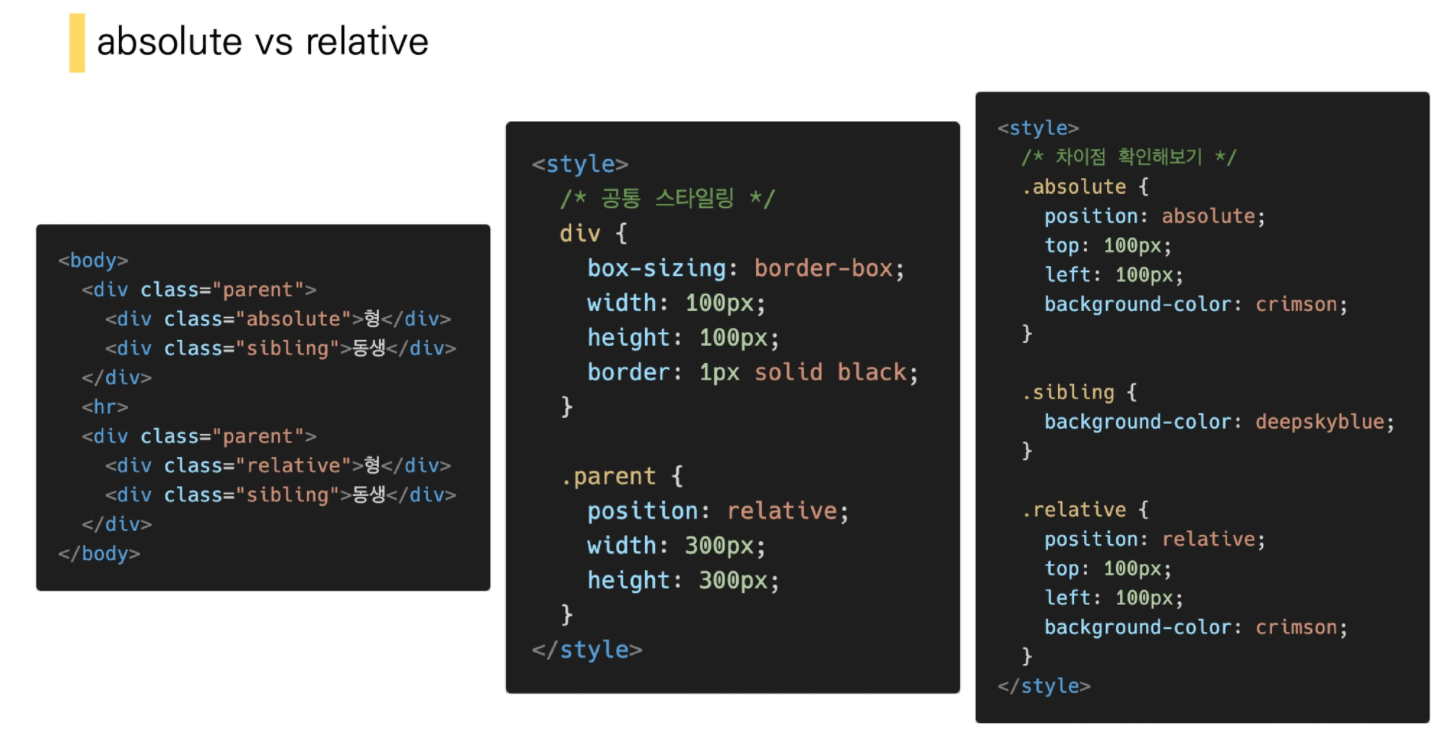 absolute vs relative
<body>
  <div class="parent">
    <div class="absolute">형</div>
    <div class="sibling">동생</div>
  </div>
  <hr>
  <div class="parent">
    <div class="relative">형</div>
    <div class="sibling">동생</div>
  </div>
</body>
<style>
  /* 공통 스타일링 */
  div {
    box-sizing: border-box;
    width: 100px;
    height: 100px;
    border: 1px solid black;
  }

  .parent {
    position: relative;
    width: 300px;
    height: 300px;
  }
</style>
<style>
  /* 차이점 확인해보기 */
  .absolute {
    position: absolute;
    top: 100px;
    left: 100px;
    background-color: crimson;
  }

  .sibling {
    background-color: deepskyblue;
  }

  .relative {
    position: relative;
    top: 100px;
    left: 100px;
    background-color: crimson;
  }
</style>